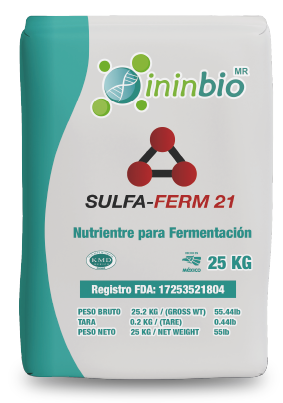 ininbio MR
SULFA-FERM 21
Nutrientre para Fermentación
KMD
MÉXICO
25 KG
Registro FDA: 17253521804
PESO BRUTO 25.2 KG / (GROSS WT) 55.44lb
TARA 0.2 KG / (TARE) 0.44lb
PESO NETO 25 KG / NET WEIGHT 55lb